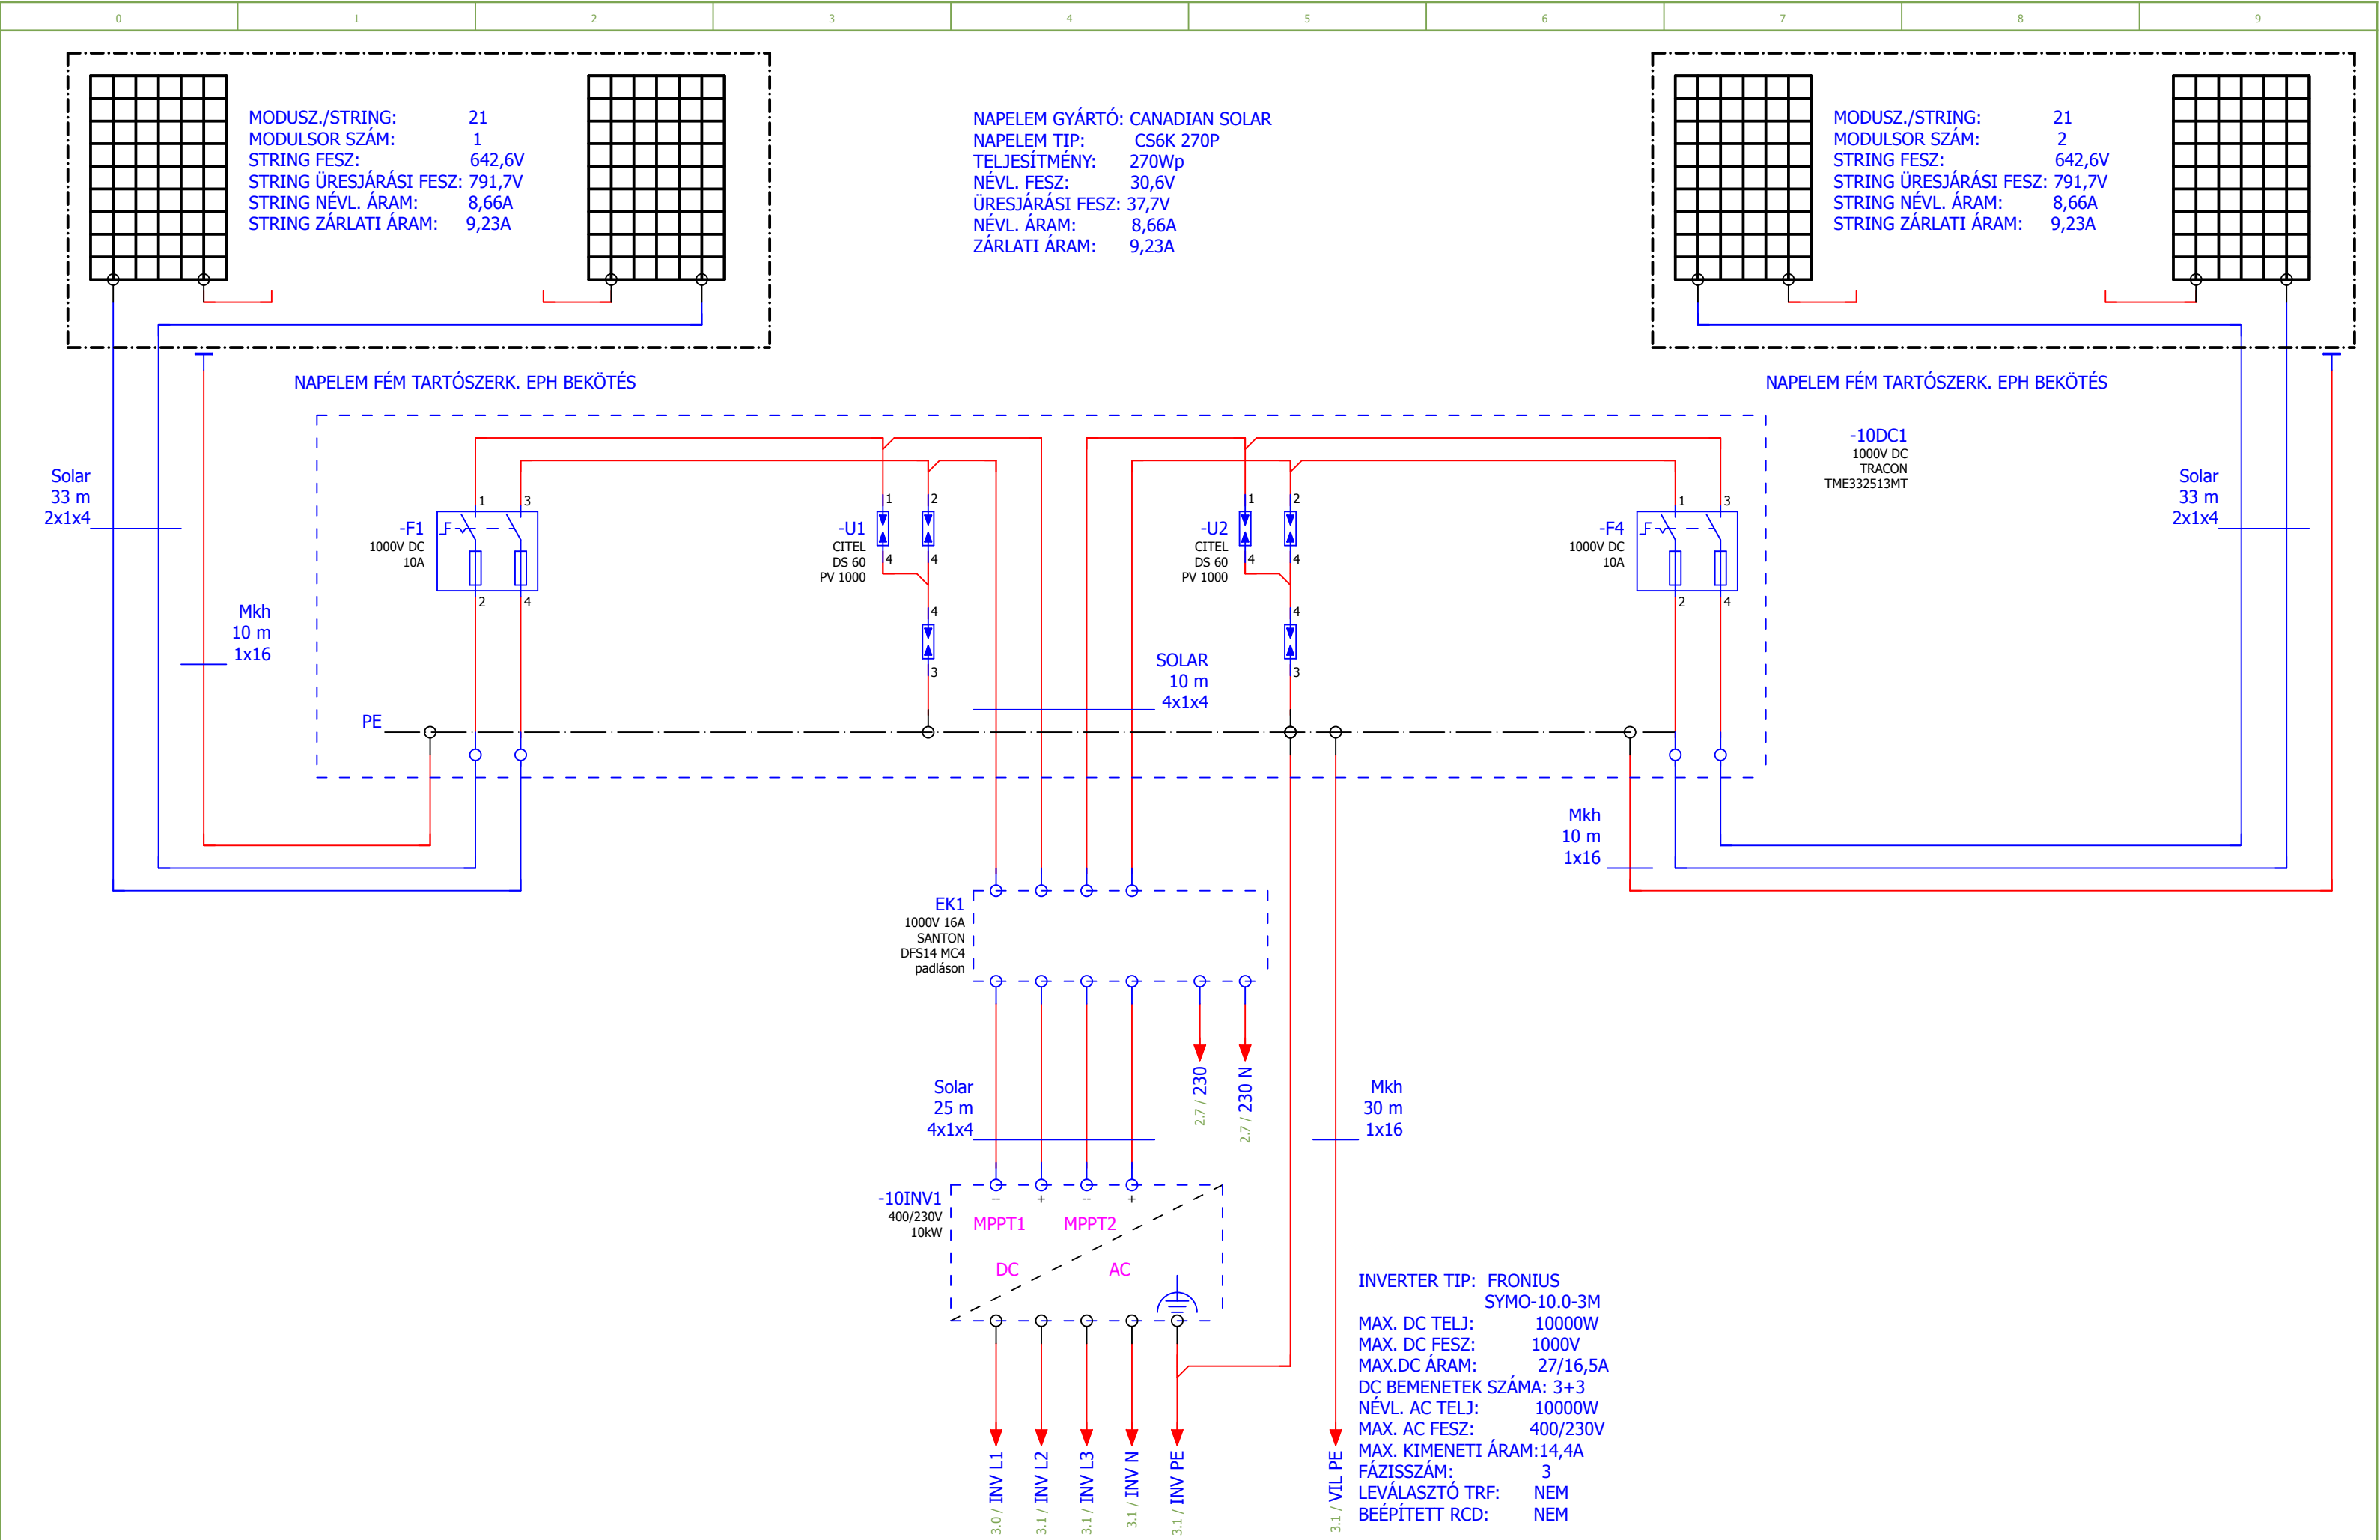 0 1 2 3 4 5 6 7 8 9
MODUSZ./STRING: 21
MODULSOR SZÁM: 1
STRING FESZ: 642,6V
STRING ÜRESJÁRÁSI FESZ: 791,7V
STRING NÉVL. ÁRAM: 8,66A
STRING ZÁRLATI ÁRAM: 9,23A
NAPELEM GYÁRTÓ: CANADIAN SOLAR
NAPELEM TIP: CS6K 270P
TELJESÍTMÉNY: 270Wp
NÉVL. FESZ: 30,6V
ÜRESJÁRÁSI FESZ: 37,7V
NÉVL. ÁRAM: 8,66A
ZÁRLATI ÁRAM: 9,23A
MODUSZ./STRING: 21
MODULSOR SZÁM: 2
STRING FESZ: 642,6V
STRING ÜRESJÁRÁSI FESZ: 791,7V
STRING NÉVL. ÁRAM: 8,66A
STRING ZÁRLATI ÁRAM: 9,23A
NAPELEM FÉM TARTÓSZERK. EPH BEKÖTÉS
NAPELEM FÉM TARTÓSZERK. EPH BEKÖTÉS
-10DC1
1000V DC
TRACON
TME332513MT
Solar
33 m
2x1x4
Solar
33 m
2x1x4
1 3
-F1
1000V DC
10A
2 4
1 2
-U1
CITEL
DS 60
PV 1000
4 4
4
3
1 2
-U2
CITEL
DS 60
PV 1000
4 4
4
3
1 3
-F4
1000V DC
10A
2 4
Mkh
10 m
1x16
SOLAR
10 m
4x1x4
PE
Mkh
10 m
1x16
EK1
1000V 16A
SANTON
DFS14 MC4
padláson
2.7 / 230
2.7 / 230 N
Solar
25 m
4x1x4
Mkh
30 m
1x16
-10INV1
400/230V
10kW
-- + -- +
MPPT1 MPPT2
DC AC
INVERTER TIP: FRONIUS
SYMO-10.0-3M
MAX. DC TELJ: 10000W
MAX. DC FESZ: 1000V
MAX.DC ÁRAM: 27/16,5A
DC BEMENETEK SZÁMA: 3+3
NÉVL. AC TELJ: 10000W
MAX. AC FESZ: 400/230V
MAX. KIMENETI ÁRAM:14,4A
FÁZISSZÁM: 3
LEVÁLASZTÓ TRF: NEM
BEÉPÍTETT RCD: NEM
3.0 / INV L1
3.1 / INV L2
3.1 / INV L3
3.1 / INV N
3.1 / INV PE
3.1 / VIL PE